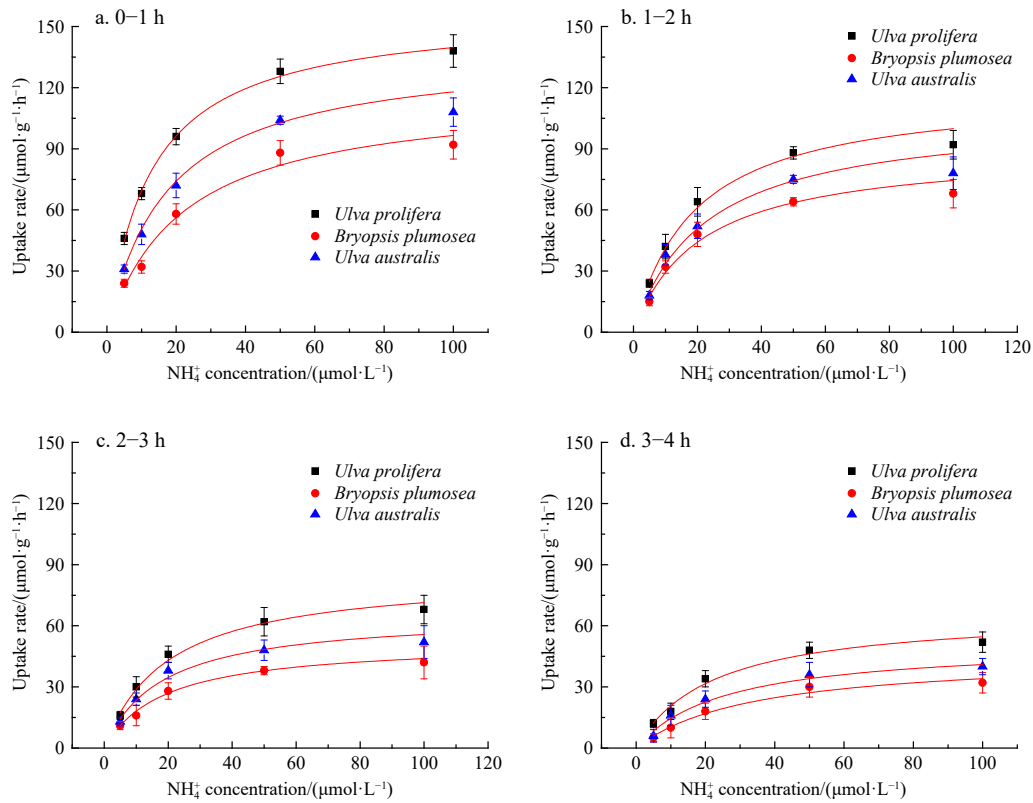 a. 0−1 h
150
120
90
60
30
0
Uptake rate/(μmol·g⁻¹·h⁻¹)
Ulva prolifera
Bryopsis plumosea
Ulva australis
0 20 40 60 80 100
NH₄⁺ concentration/(μmol·L⁻¹)
b. 1−2 h
150
120
90
60
30
0
Uptake rate/(μmol·g⁻¹·h⁻¹)
Ulva prolifera
Bryopsis plumosea
Ulva australis
0 20 40 60 80 100 120
NH₄⁺ concentration/(μmol·L⁻¹)
c. 2−3 h
150
120
90
60
30
0
Uptake rate/(μmol·g⁻¹·h⁻¹)
Ulva prolifera
Bryopsis plumosea
Ulva australis
0 20 40 60 80 100 120
NH₄⁺ concentration/(μmol·L⁻¹)
d. 3−4 h
150
120
90
60
30
0
Uptake rate/(μmol·g⁻¹·h⁻¹)
Ulva prolifera
Bryopsis plumosea
Ulva australis
0 20 40 60 80 100
NH₄⁺ concentration/(μmol·L⁻¹)